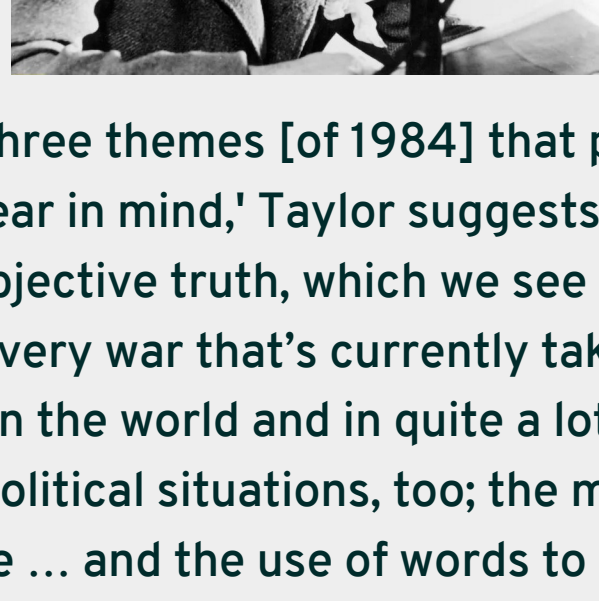 hree themes [of 1984] that p
ear in mind,' Taylor suggests
bjective truth, which we see
very war that’s currently tak
n the world and in quite a lot
olitical situations, too; the m
e … and the use of words to